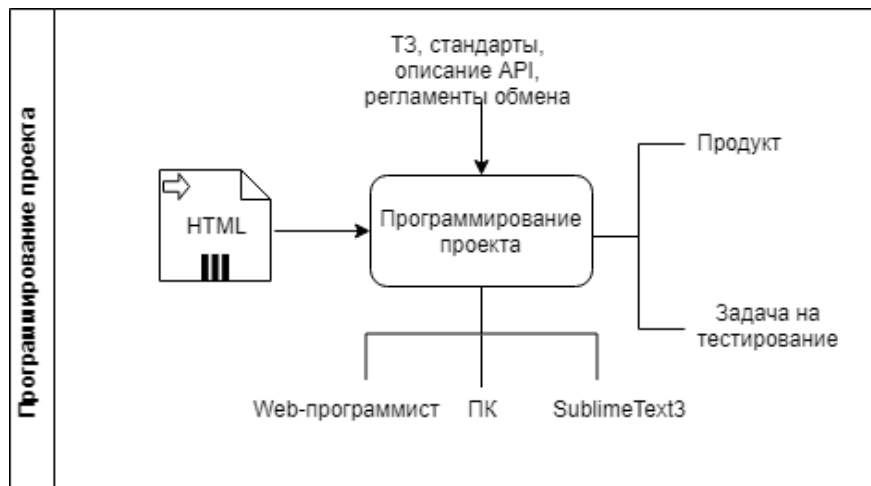 Программирование проекта
ТЗ, стандарты,
описание API,
регламенты обмена
Продукт
HTML
Программирование
проекта
Задача на
тестирование
Web-программист
ПК
SublimeText3